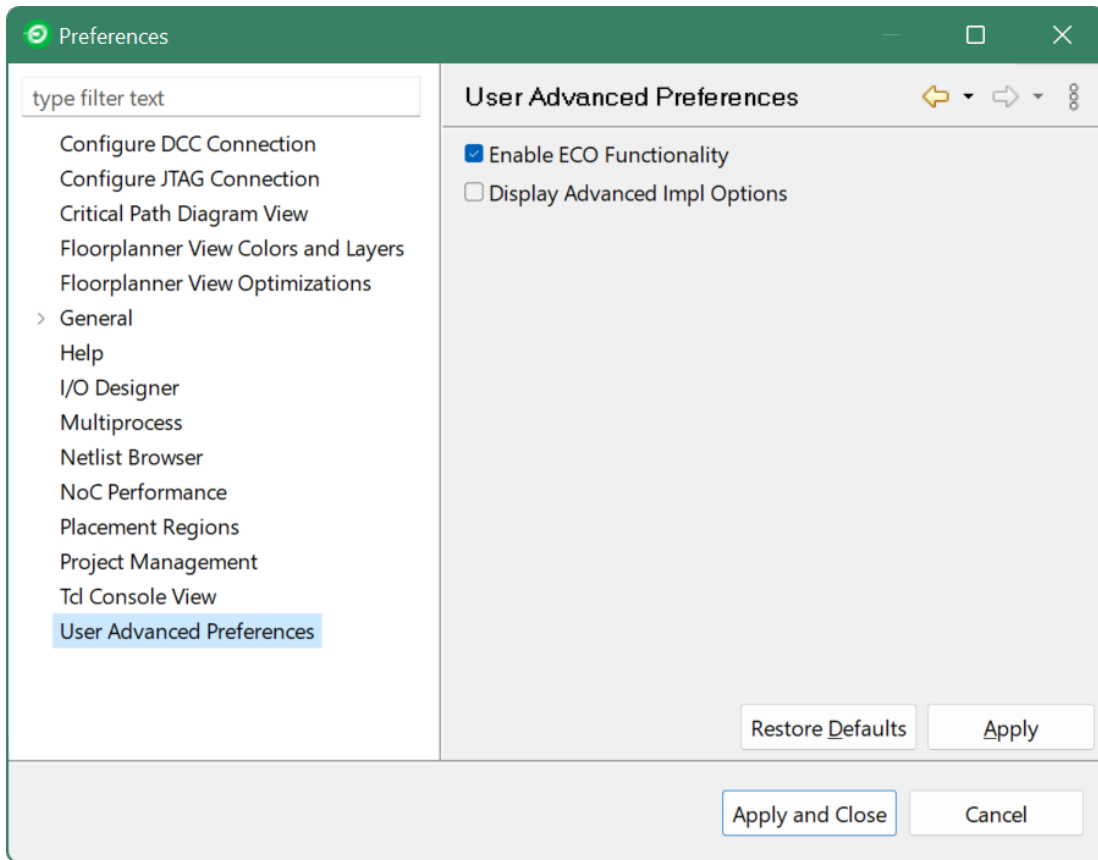 Preferences
type filter text
Configure DCC Connection
Configure JTAG Connection
Critical Path Diagram View
Floorplanner View Colors and Layers
Floorplanner View Optimizations
General
Help
I/O Designer
Multiprocess
Netlist Browser
NoC Performance
Placement Regions
Project Management
Tcl Console View
User Advanced Preferences
User Advanced Preferences
Enable ECO Functionality
Display Advanced Impl Options
Restore Defaults
Apply
Apply and Close
Cancel